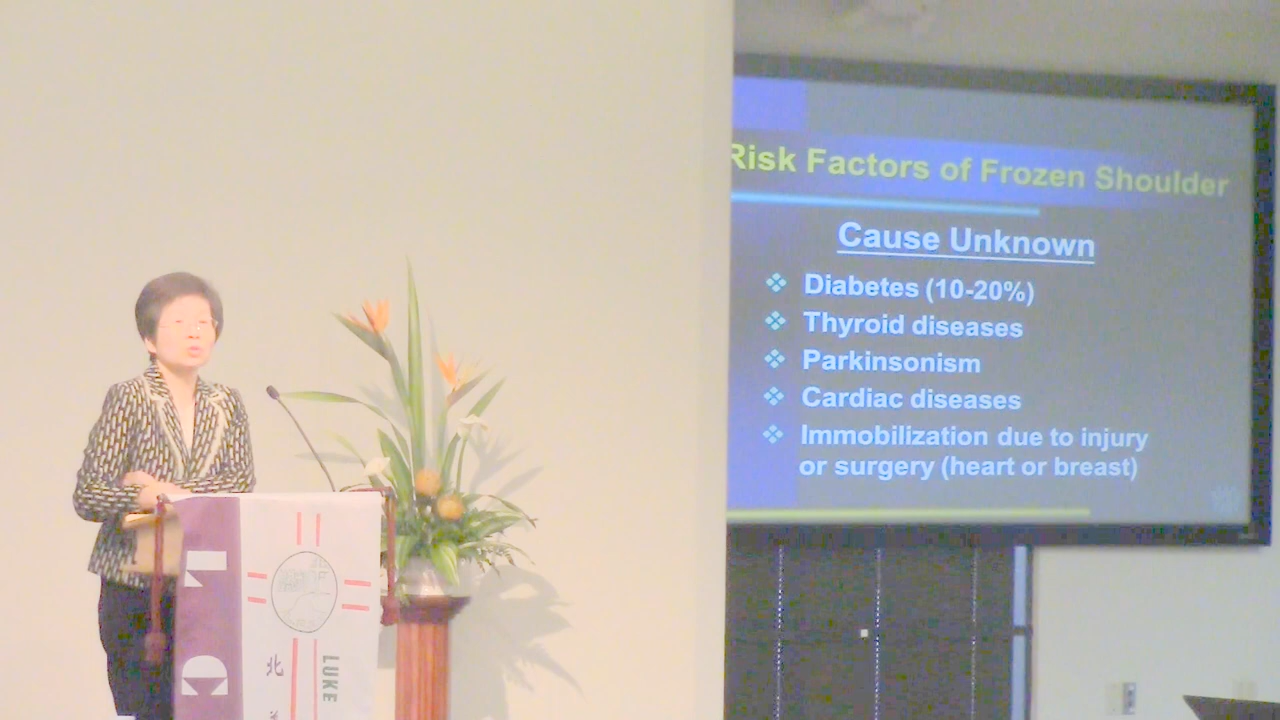 Risk Factors of Frozen Shoulder
Cause Unknown
Diabetes (10-20%)
Thyroid diseases
Parkinsonism
Cardiac diseases
Immobilization due to injury
or surgery (heart or breast)
北
LUKE